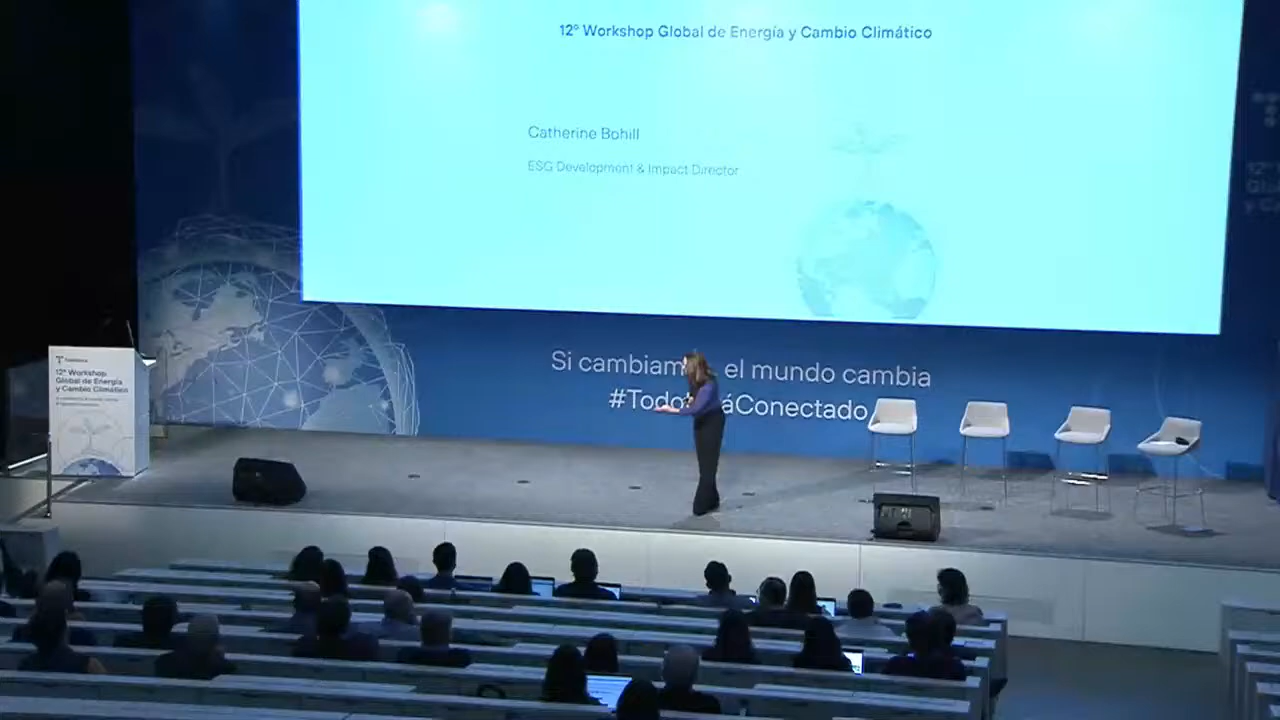 12º Workshop Global de Energía y Cambio Climático
Catherine Bohill
ESG Development & Impact Director
Si cambiam el mundo cambia
#Todo áConectado
Telefónica
12º Workshop
Global de Energía
y Cambio Climático